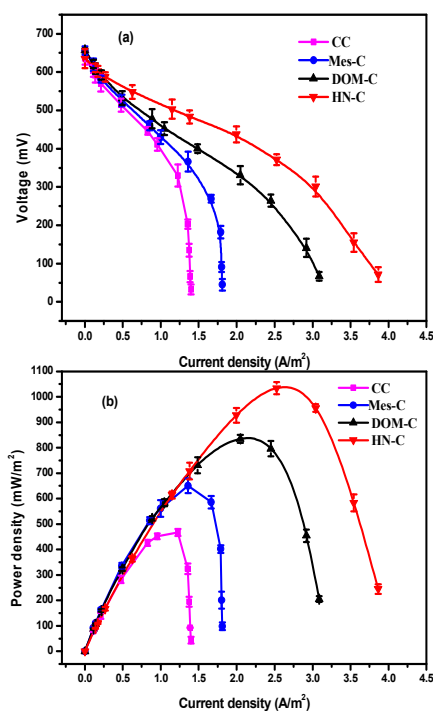 (a)
CC
Mes-C
DOM-C
HN-C
700
600
500
400
300
200
100
0
Voltage (mV)
0.0 0.5 1.0 1.5 2.0 2.5 3.0 3.5 4.0 4.5
Current density (A/m²)
(b)
CC
Mes-C
DOM-C
HN-C
1100
1000
900
800
700
600
500
400
300
200
100
0
Power density (mW/m²)
0.0 0.5 1.0 1.5 2.0 2.5 3.0 3.5 4.0 4.5
Current density (A/m²)